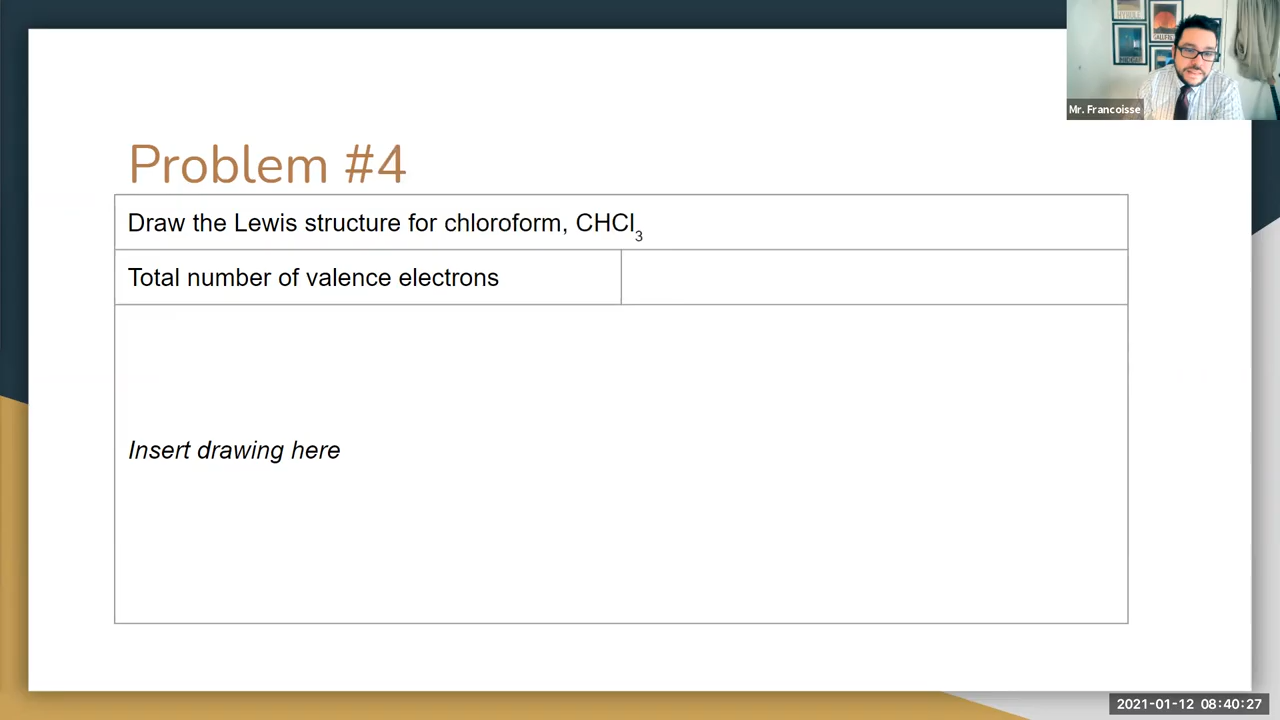 Mr. Francoisse
Problem #4
Draw the Lewis structure for chloroform, CHCl₃
Total number of valence electrons
Insert drawing here
2021-01-12 08:40:27